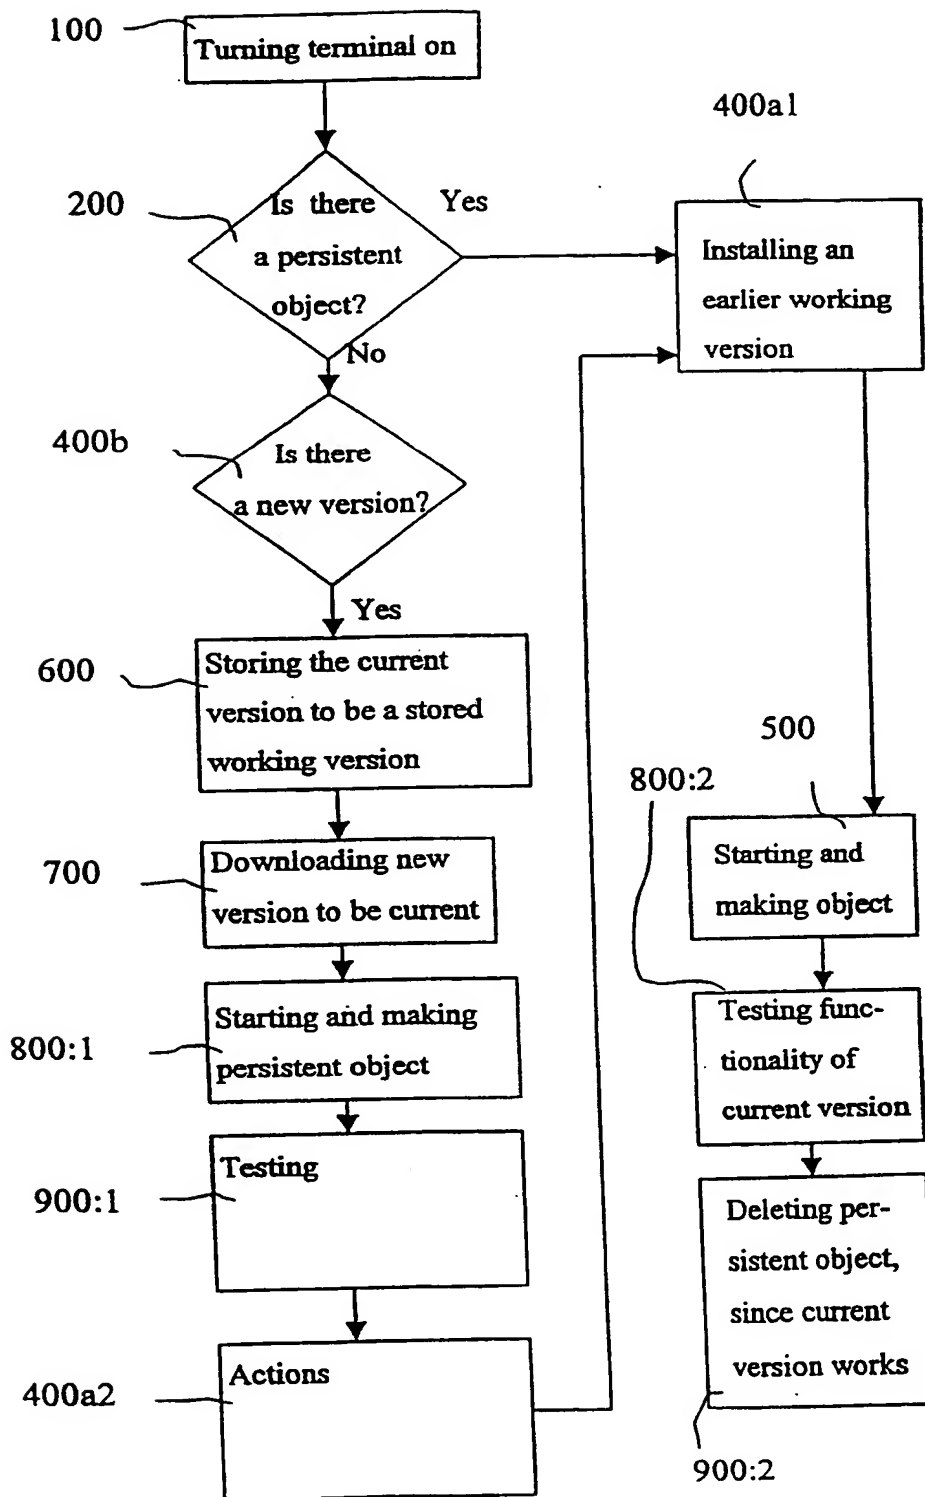 100
Turning terminal on
400a1
200
Is there
a persistent
object?
Yes
Installing an
earlier working
version
No
400b
Is there
a new version?
Yes
600
Storing the current
version to be a stored
working version
500
800:2
700
Downloading new
version to be current
Starting and
making object
800:1
Starting and making
persistent object
Testing func-
tionality of
current version
900:1
Testing
Deleting per-
sistent object,
since current
version works
400a2
Actions
900:2